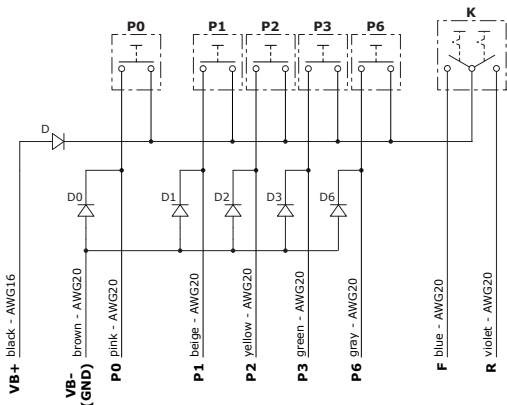 P0
P1
P2
P3
P6
K
D
D0
D1
D2
D3
D6
black - AWG16
brown - AWG20
pink - AWG20
beige - AWG20
yellow - AWG20
green - AWG20
gray - AWG20
blue - AWG20
violet - AWG20
VB+
VB-
(GND)
P0
P1
P2
P3
P6
F
R